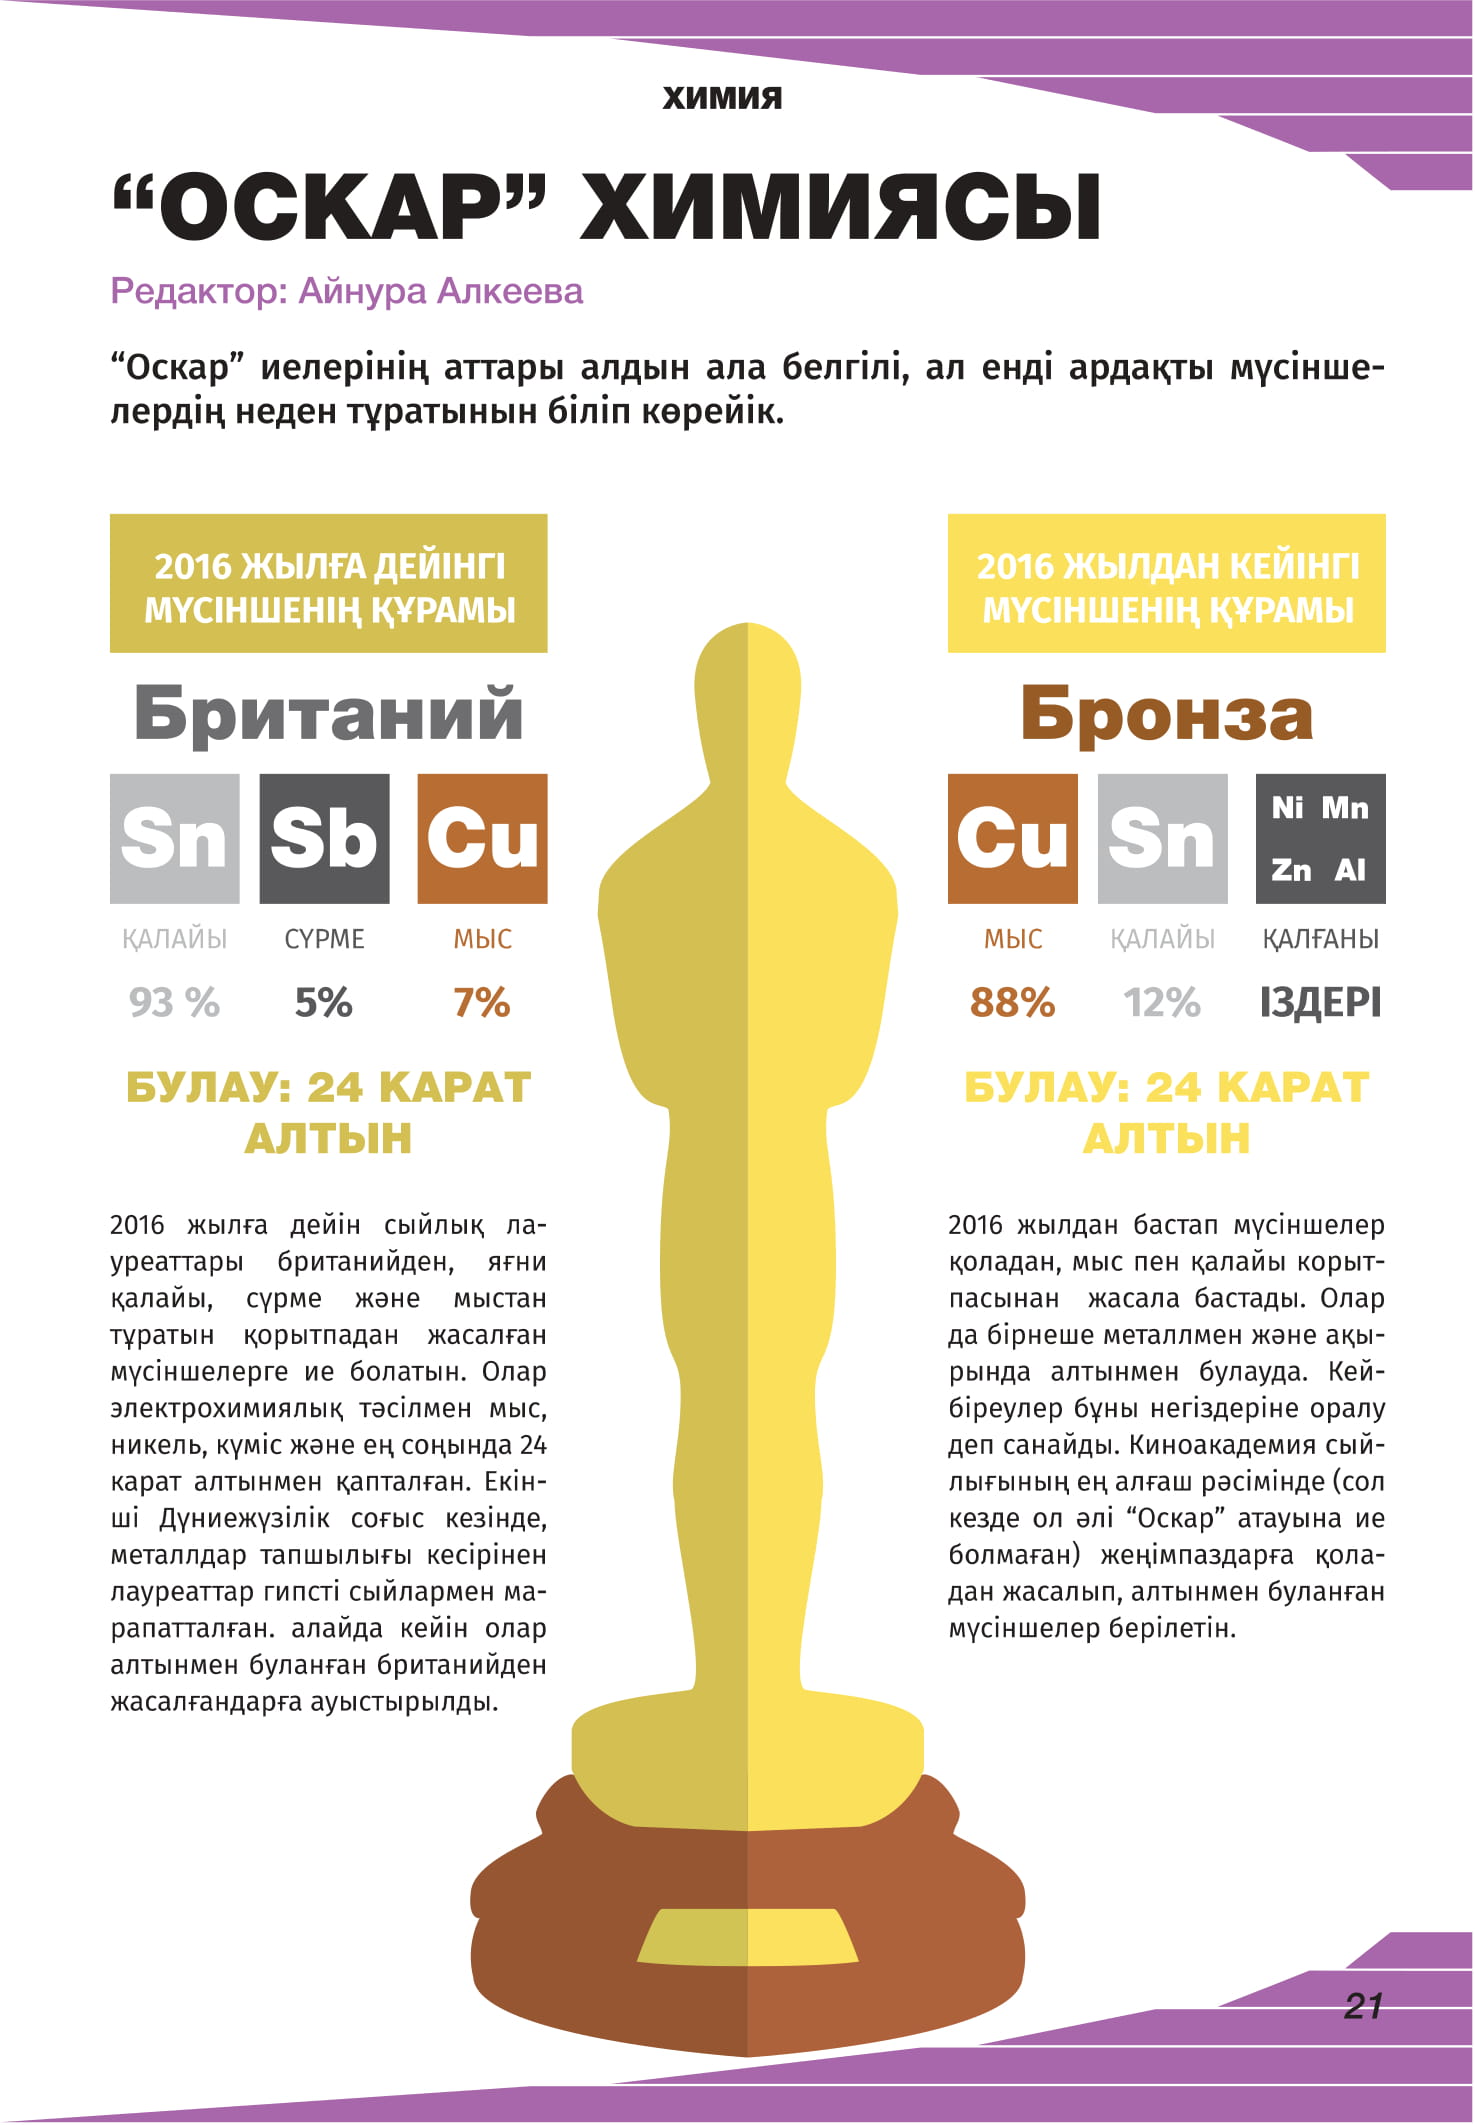 ХИМИЯ
“ОСКАР” ХИМИЯСЫ
Редактор: Айнура Алкеева
“Оскар” иелерінің аттары алдын ала белгілі, ал енді ардақты мүсінше-
лердің неден тұратынын біліп көрейік.
2016 ЖЫЛҒА ДЕЙІНГІ
МҮСІНШЕНІҢ ҚҰРАМЫ
Британий
Sn Sb Cu
ҚАЛАЙЫ СҮРМЕ МЫС
93 % 5% 7%
БУЛАУ: 24 КАРАТ
АЛТЫН
2016 жылға дейін сыйлық ла-
уреаттары британийден, яғни
қалайы, сүрме және мыстан
тұратын қорытпадан жасалған
мүсіншелерге ие болатын. Олар
электрохимиялық тәсілмен мыс,
никель, күміс және ең соңында 24
карат алтынмен қапталған. Екін-
ші Дүниежүзілік соғыс кезінде,
металлдар тапшылығы кесірінен
лауреаттар гипсті сыйлармен ма-
рапатталған. алайда кейін олар
алтынмен буланған британийден
жасалғандарға ауыстырылды.
2016 ЖЫЛДАН КЕЙІНГІ
МҮСІНШЕНІҢ ҚҰРАМЫ
Бронза
Cu Sn Ni Mn
Zn Al
МЫС ҚАЛАЙЫ ҚАЛҒАНЫ
88% 12% ІЗДЕРІ
БУЛАУ: 24 КАРАТ
АЛТЫН
2016 жылдан бастап мүсіншелер
қоладан, мыс пен қалайы корыт-
пасынан жасала бастады. Олар
да бірнеше металлмен және ақы-
рында алтынмен булауда. Кей-
біреулер бұны негіздеріне оралу
деп санайды. Киноакадемия сый-
лығының ең алғаш рәсімінде (сол
кезде ол әлі “Оскар” атауына ие
болмаған) жеңімпаздарға қола-
дан жасалып, алтынмен буланған
мүсіншелер берілетін.
21